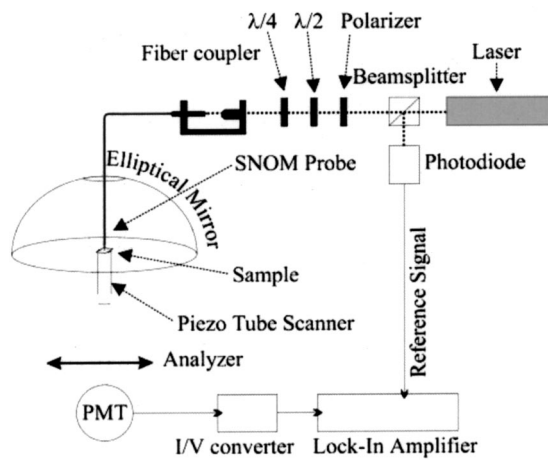 λ/4 λ/2 Polarizer
Laser
Fiber coupler
Beamsplitter
Elliptical Mirror
SNOM Probe
Photodiode
Sample
Piezo Tube Scanner
Reference Signal
Analyzer
PMT
I/V converter
Lock-In Amplifier